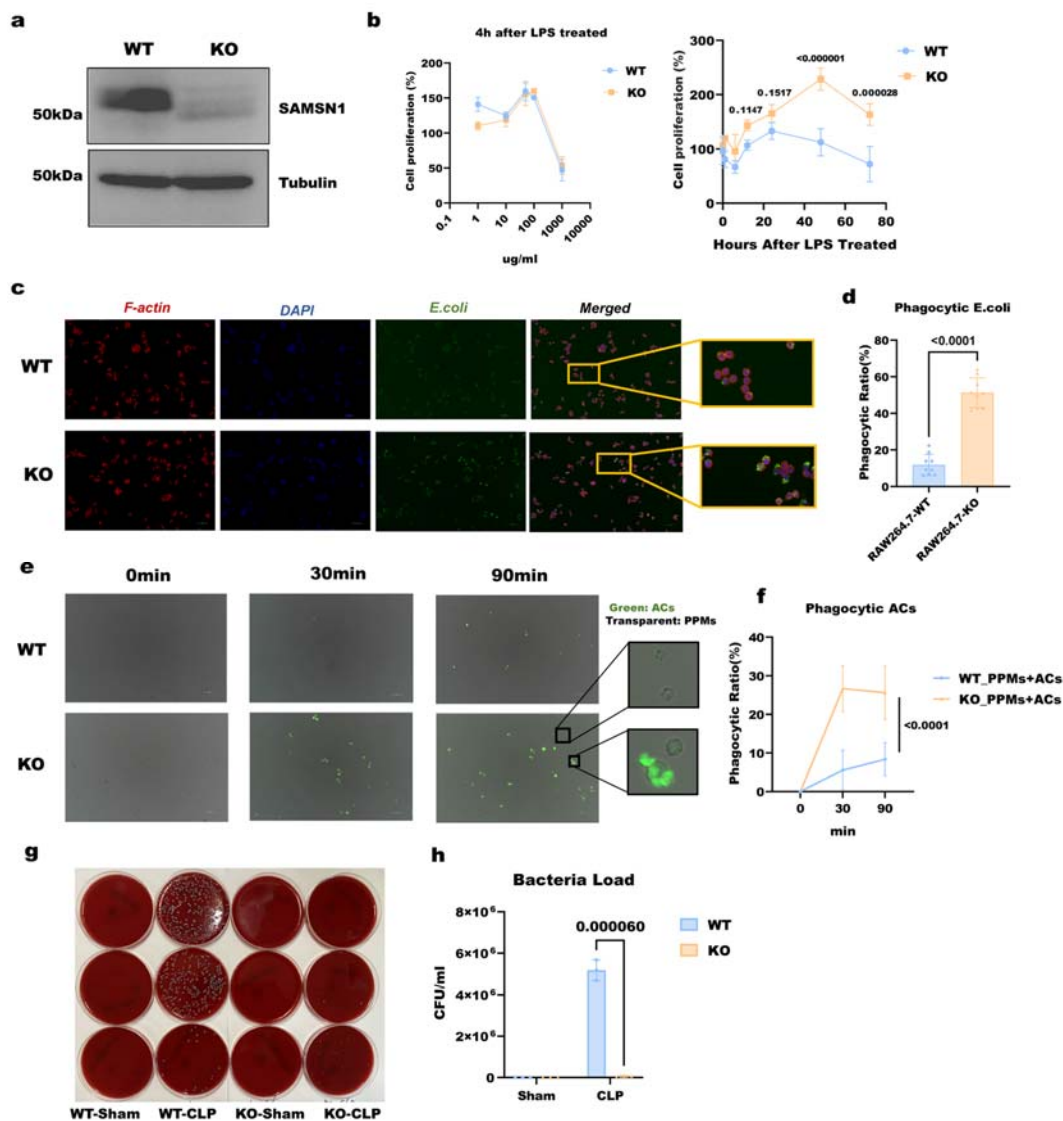 a
WT KO
50kDa
SAMSN1
50kDa
Tubulin
b
4h after LPS treated
WT
KO
Cell proliferation (%)
200
150
100
50
0
0.1
1
10
100
1000
10000
ug/ml
WT
KO
Cell proliferation (%)
300
200
100
0
0.1147
0.1517
<0.000001
0.000028
0 20 40 60 80
Hours After LPS Treated
c
F-actin DAPI E.coli Merged
WT
KO
d
Phagocytic E.coli
<0.0001
Phagocytic Ratio(%)
80
60
40
20
0
RAW264.7-WT
RAW264.7-KO
e
0min 30min 90min
WT
KO
Green: ACs
Transparent: PPMs
f
Phagocytic ACs
Phagocytic Ratio(%)
40
30
20
10
0
0 30 90
min
WT_PPMs+ACs
KO_PPMs+ACs
<0.0001
g
WT-Sham WT-CLP KO-Sham KO-CLP
h
Bacteria Load
CFU/ml
8×10⁶
6×10⁶
4×10⁶
2×10⁶
0
0.000060
Sham CLP
WT
KO